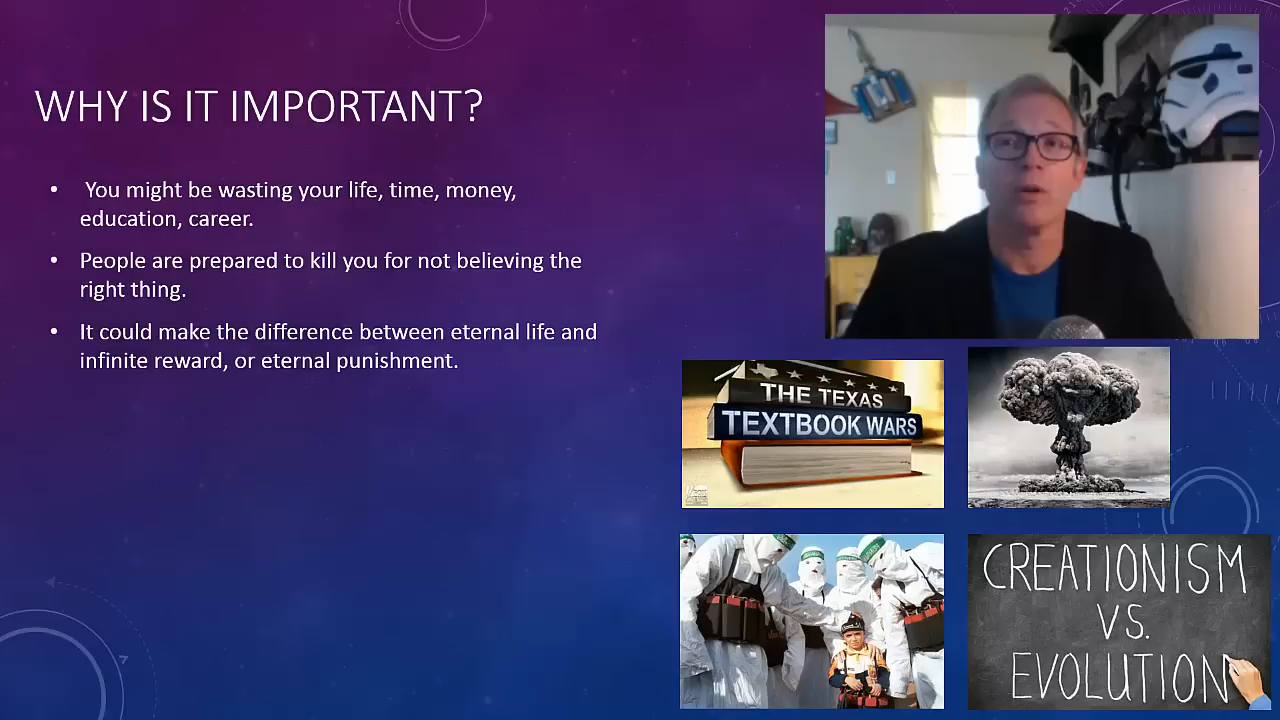 WHY IS IT IMPORTANT?
• You might be wasting your life, time, money,
education, career.
• People are prepared to kill you for not believing the
right thing.
• It could make the difference between eternal life and
infinite reward, or eternal punishment.
THE TEXAS
TEXTBOOK WARS
CREATIONISM
VS.
EVOLUTION